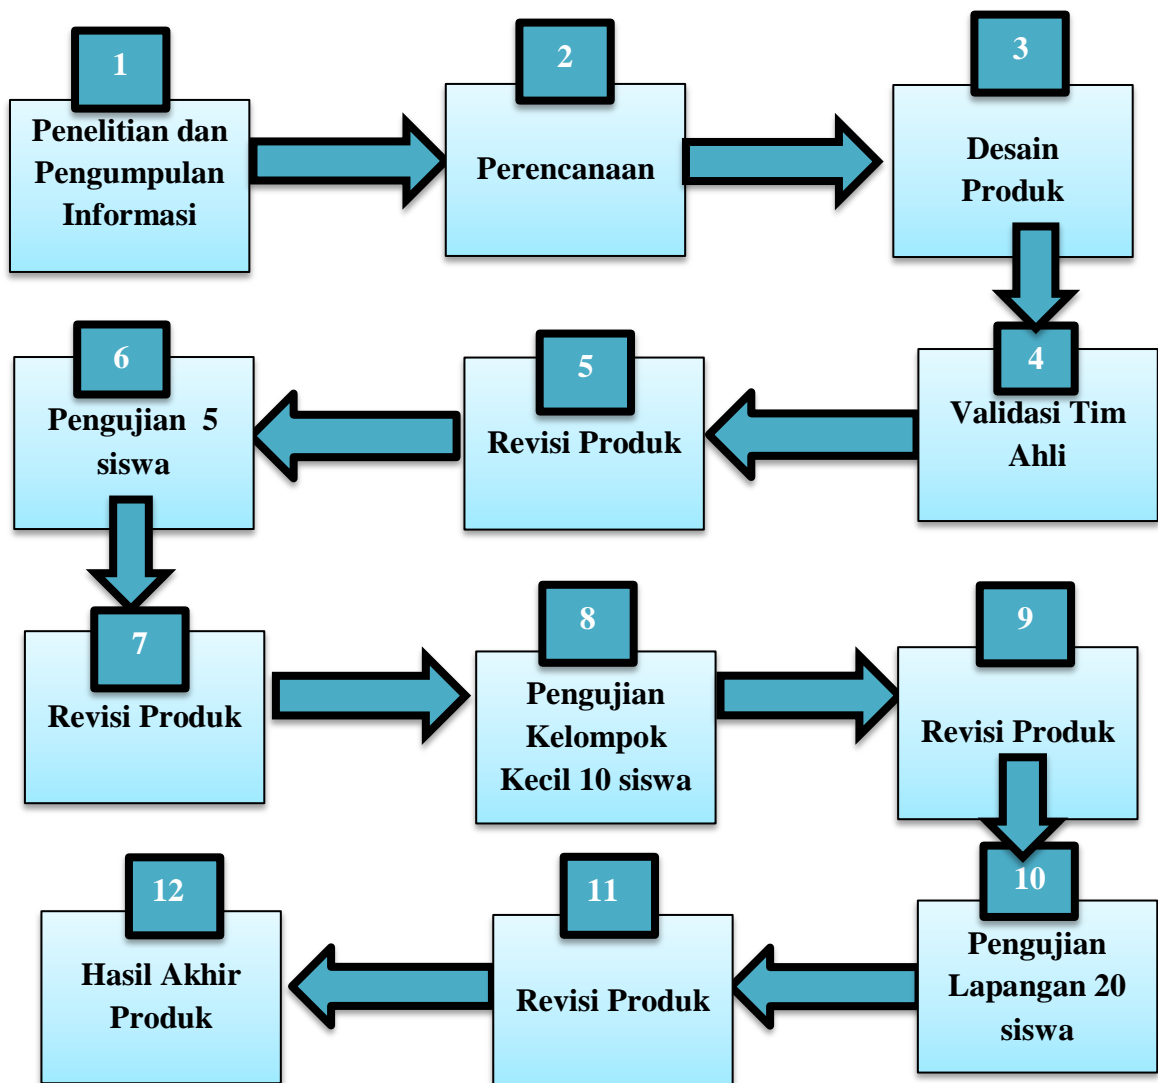 1
Penelitian dan
Pengumpulan
Informasi
2
Perencanaan
3
Desain
Produk
4
Validasi Tim
Ahli
5
Revisi Produk
6
Pengujian 5
siswa
7
Revisi Produk
8
Pengujian
Kelompok
Kecil 10 siswa
9
Revisi Produk
10
Pengujian
Lapangan 20
siswa
11
Revisi Produk
12
Hasil Akhir
Produk